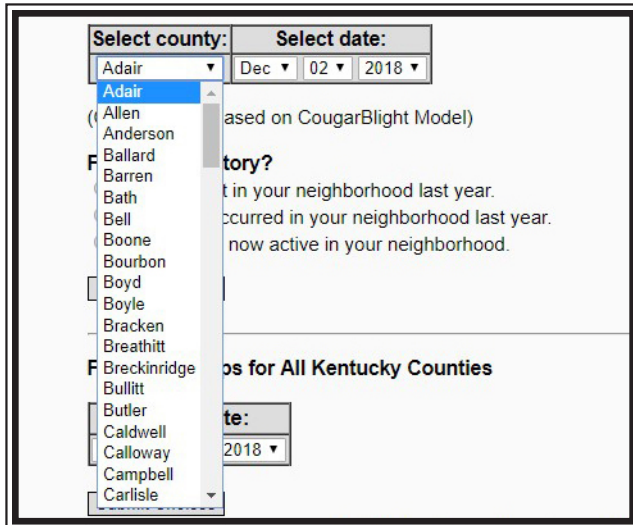 Select county: Select date:
Adair Dec 02 2018
Adair
Allen
Anderson
Ballard
Barren
Bath
Bell
Boone
Bourbon
Boyd
Boyle
Bracken
Breathitt
Breckinridge
Bullitt
Butler
Caldwell
Calloway
Campbell
Carlisle
ased on CougarBlight Model)
tory?
in your neighborhood last year.
ccurred in your neighborhood last year.
now active in your neighborhood.
ps for All Kentucky Counties
te:
2018